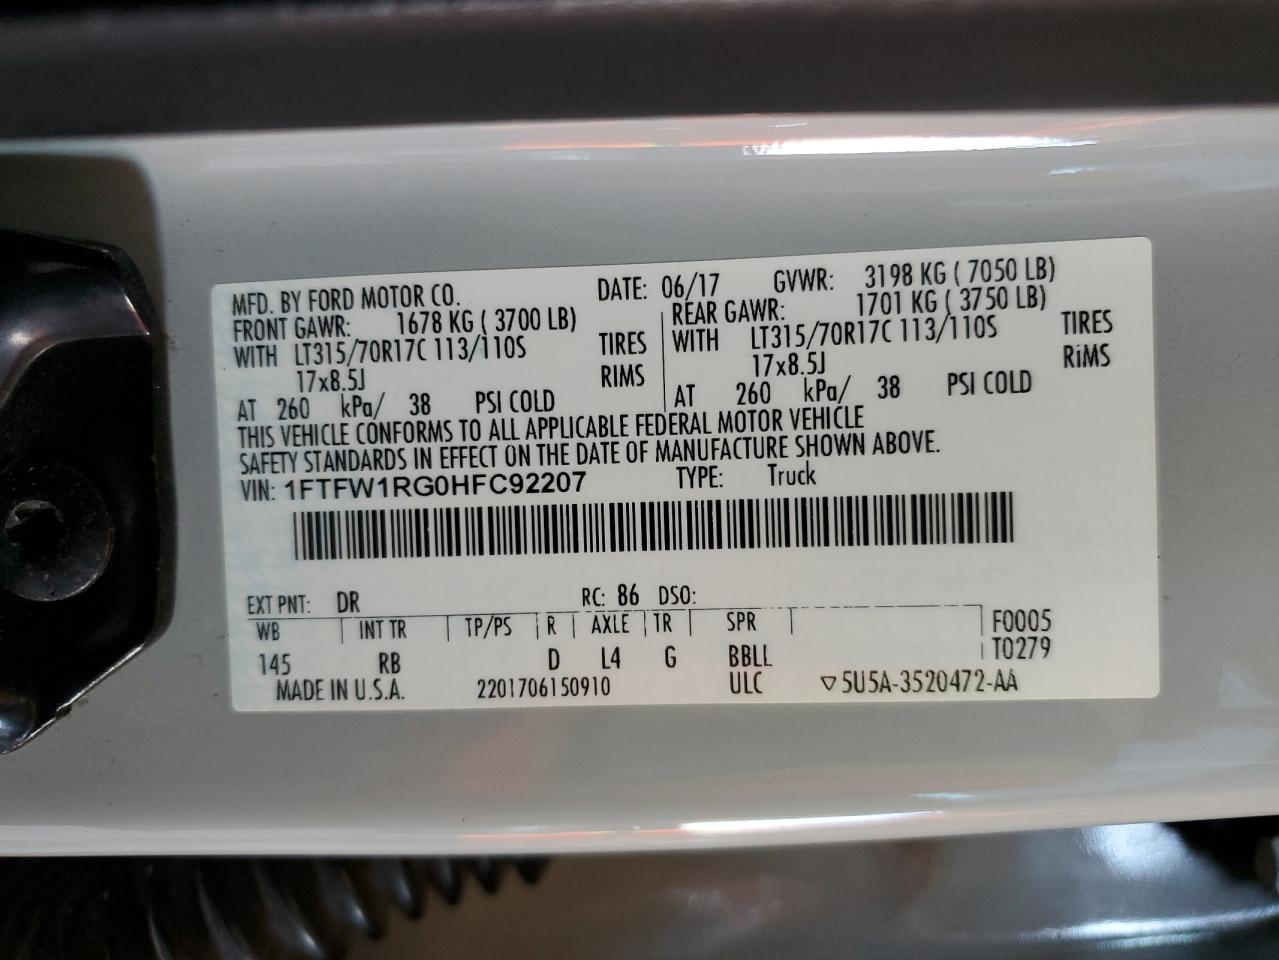 MFD. BY FORD MOTOR CO. DATE: 06/17 GVWR: 3198 KG ( 7050 LB)
FRONT GAWR: 1678 KG ( 3700 LB) REAR GAWR: 1701 KG ( 3750 LB)
WITH LT315/70R17C 113/110S TIRES WITH LT315/70R17C 113/110S TIRES
17x8.5J RIMS 17x8.5J RiMS
AT 260 kPa/ 38 PSI COLD AT 260 kPa/ 38 PSI COLD
THIS VEHICLE CONFORMS TO ALL APPLICABLE FEDERAL MOTOR VEHICLE
SAFETY STANDARDS IN EFFECT ON THE DATE OF MANUFACTURE SHOWN ABOVE.
VIN: 1FTFW1RG0HFC92207 TYPE: Truck
EXT PNT: DR RC: 86 DSO:
WB INT TR TP/PS R AXLE TR SPR F0005
145 RB D L4 G BBLL T0279
MADE IN U.S.A. 2201706150910 ULC ▽5U5A-3520472-AA